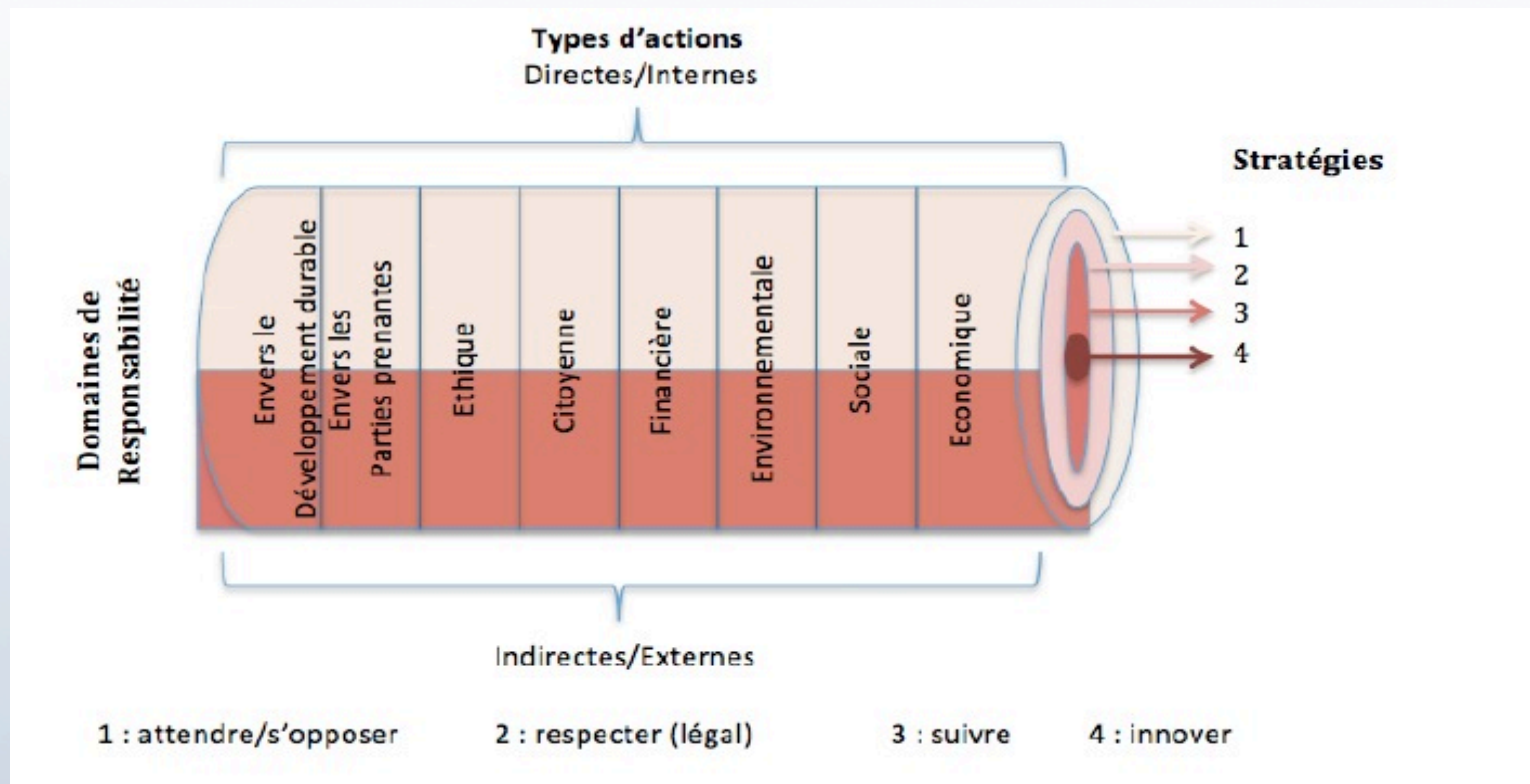 Types d'actions
Directes/Internes
Stratégies
1
2
3
4
Domaines de
Responsabilité
Envers le
Développement durable
Envers les
Parties prenantes
Ethique
Citoyenne
Financière
Environnementale
Sociale
Economique
Indirectes/Externes
1 : attendre/s'opposer 2 : respecter (légal) 3 : suivre 4 : innover